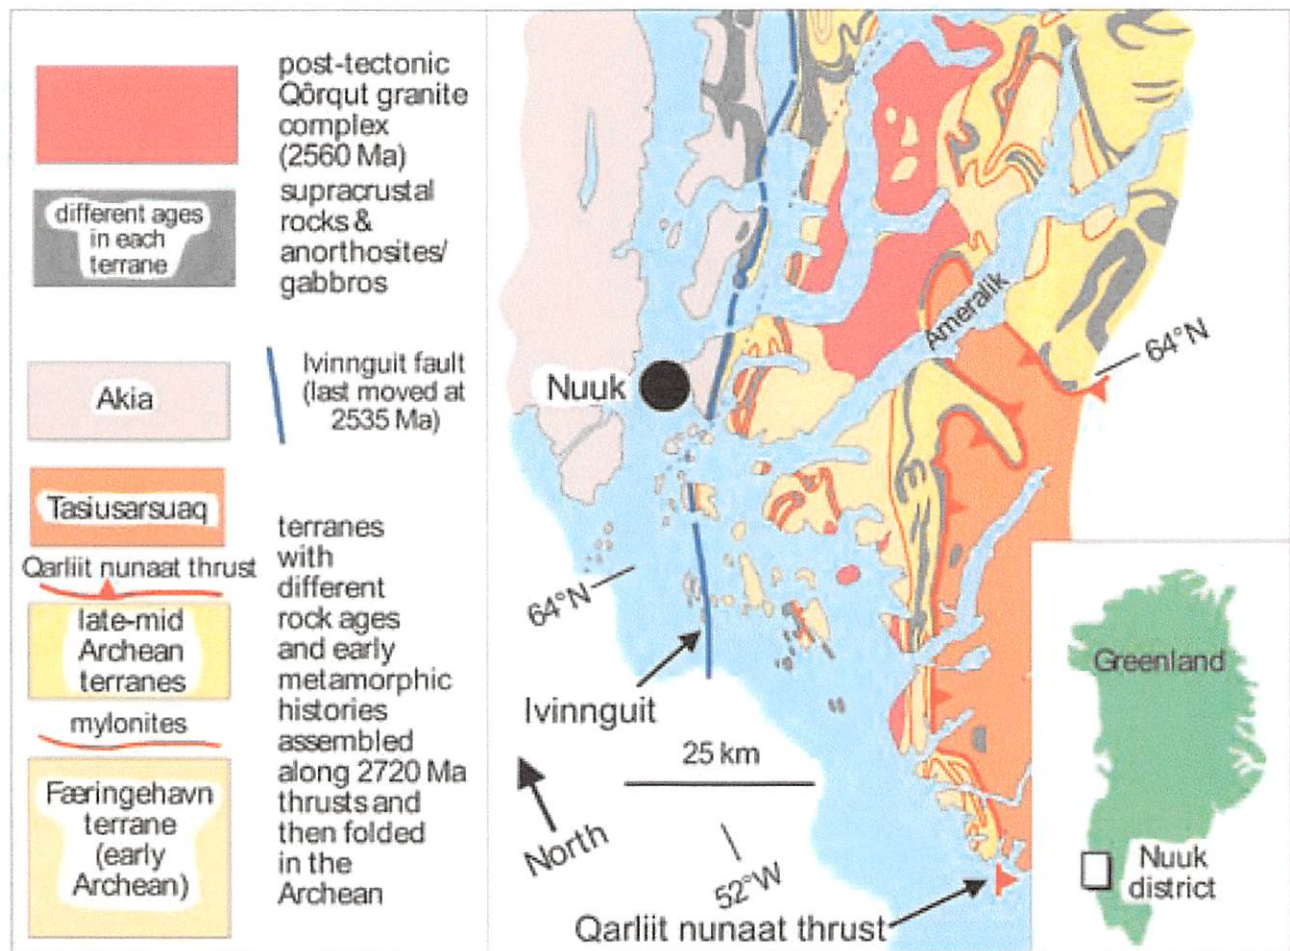 post-tectonic
Qôrqut granite
complex
(2560 Ma)
different ages
in each
terrane
supracrustal
rocks &
anorthosites/
gabbros
Akia
Ivinnguit fault
(last moved at
2535 Ma)
Tasiusarsuaq
Qarliit nunaat thrust
late-mid
Archean
terranes
mylonites
Færingehavn
terrane
(early
Archean)
terranes
with
different
rock ages
and early
metamorphic
histories
assembled
along 2720 Ma
thrusts and
then folded
in the
Archean
Ameralik
64°N
Nuuk
64°N
Ivinnguit
25 km
North
52°W
Qarliit nunaat thrust
Greenland
Nuuk
district